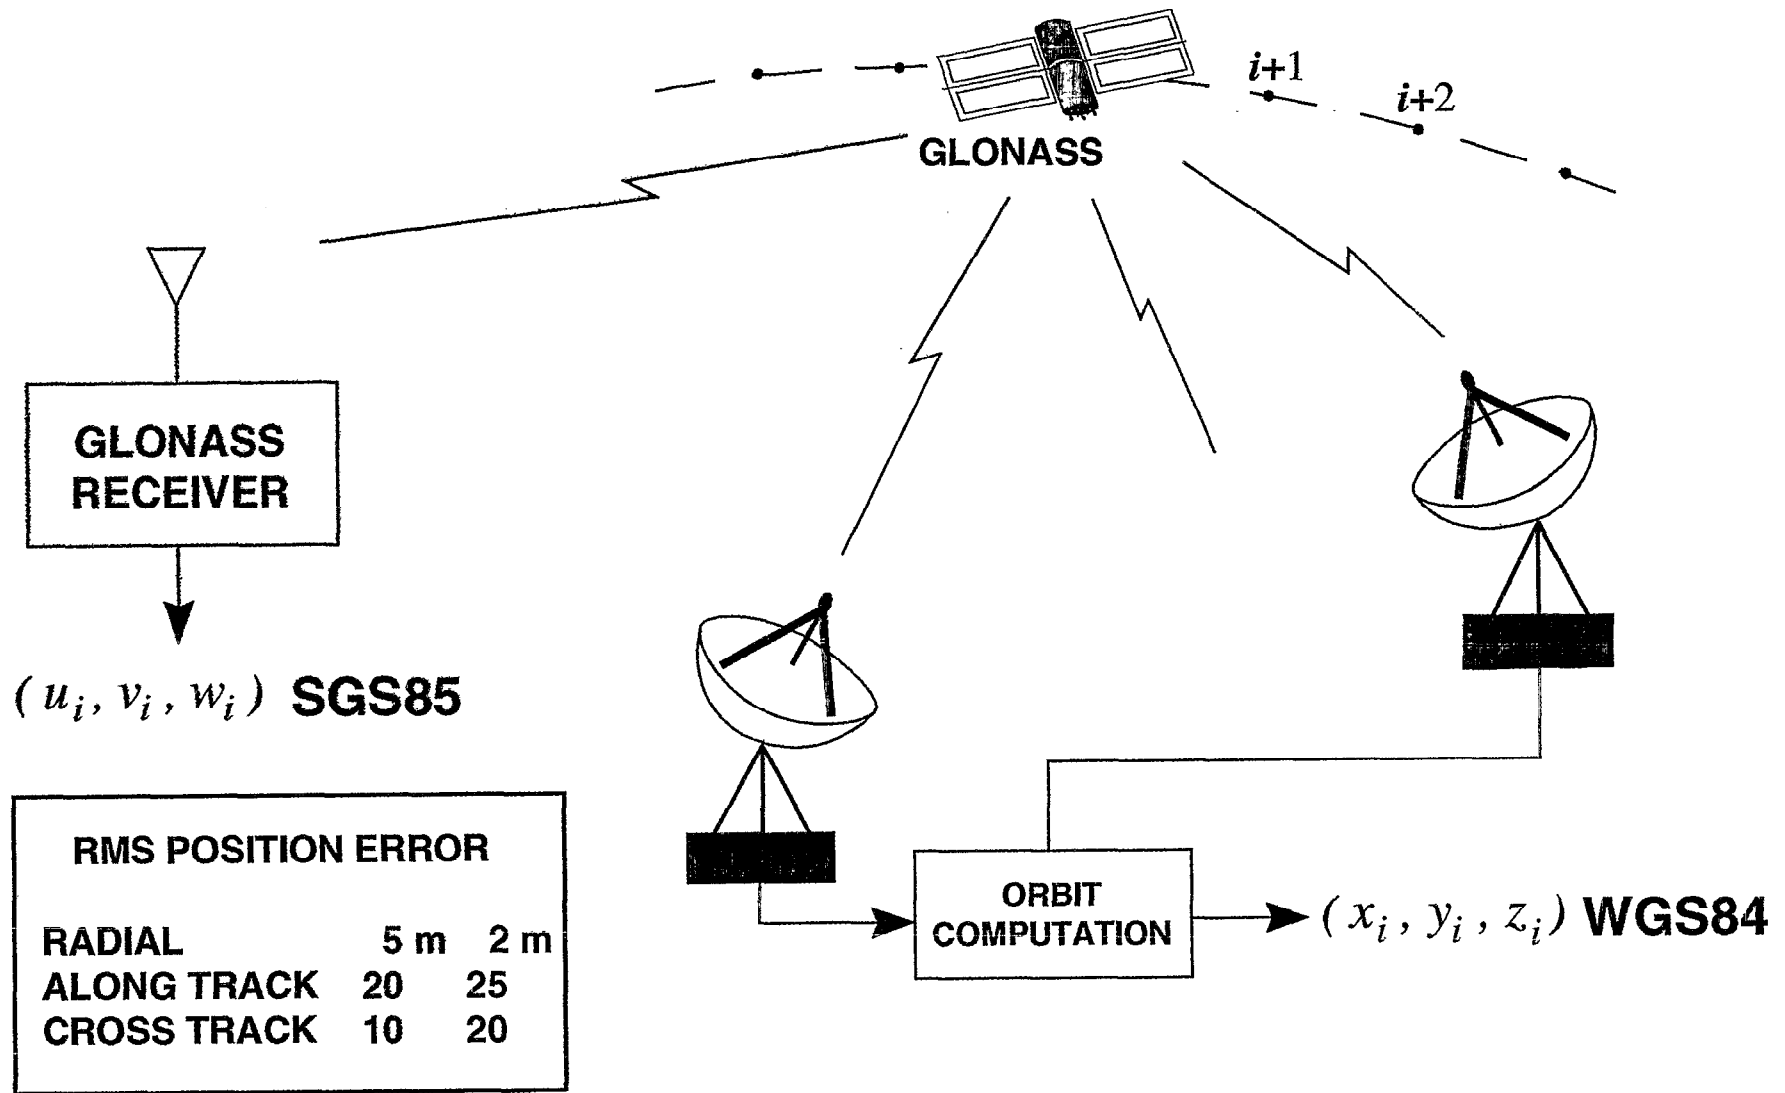 i+1
i+2
GLONASS
GLONASS
RECEIVER
(u_i, v_i, w_i) SGS85
RMS POSITION ERROR
RADIAL 5 m 2 m
ALONG TRACK 20 25
CROSS TRACK 10 20
ORBIT
COMPUTATION
(x_i, y_i, z_i) WGS84